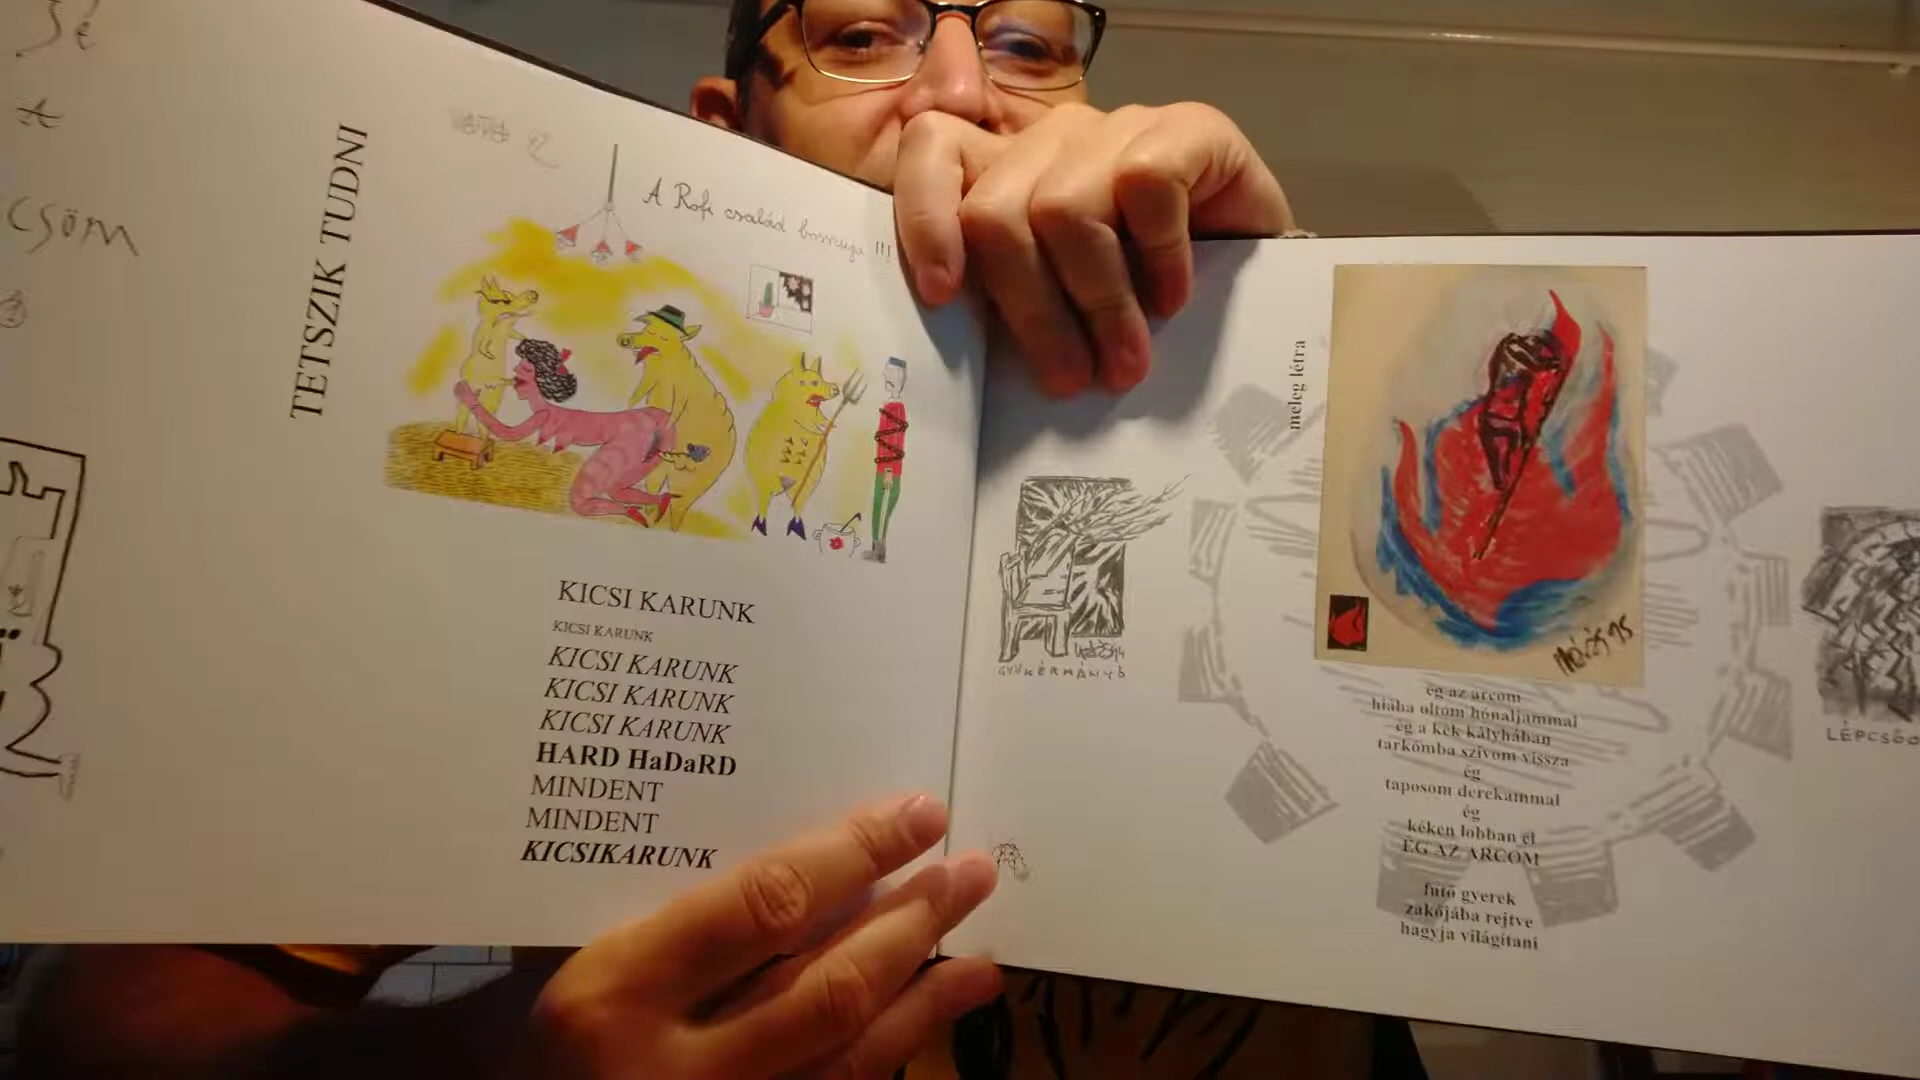 csöm
TETSZIK TUDNI
A Rofi család bosszúja !!!
KICSI KARUNK
KICSI KARUNK
KICSI KARUNK
KICSI KARUNK
KICSI KARUNK
HARD HaDaRD
MINDENT
MINDENT
KICSIKARUNK
GYÖKÉRMÁNYÓ
meleg létra
ég az arcom
hiába oltom hónaljammal
ég a kék kályhában
tarkómba szívom vissza
ég
taposom derekammal
ég
kéken lobban el
ÉG AZ ARCOM
futó gyerek
zakójába rejtve
hagyja világítani